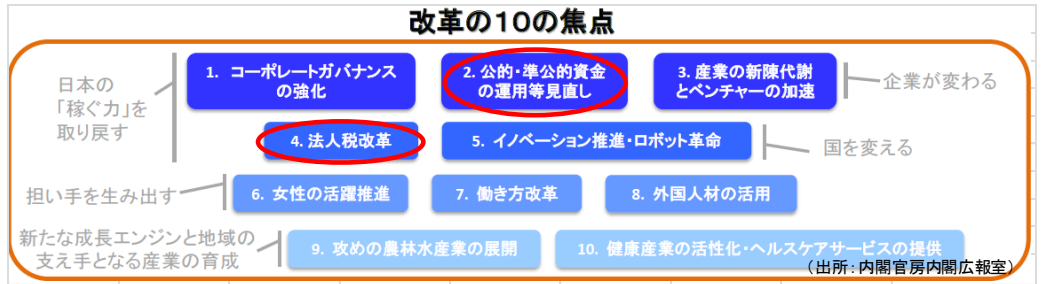 改革の10の焦点
日本の
「稼ぐ力」を
取り戻す
1. コーポレートガバナンス
の強化
2. 公的・準公的資金
の運用等見直し
3. 産業の新陳代謝
とベンチャーの加速
企業が変わる
4. 法人税改革
5. イノベーション推進・ロボット革命
国を変える
担い手を生み出す
6. 女性の活躍推進
7. 働き方改革
8. 外国人材の活用
新たな成長エンジンと地域の
支え手となる産業の育成
9. 攻めの農林水産業の展開
10. 健康産業の活性化・ヘルスケアサービスの提供
（出所：内閣官房内閣広報室）